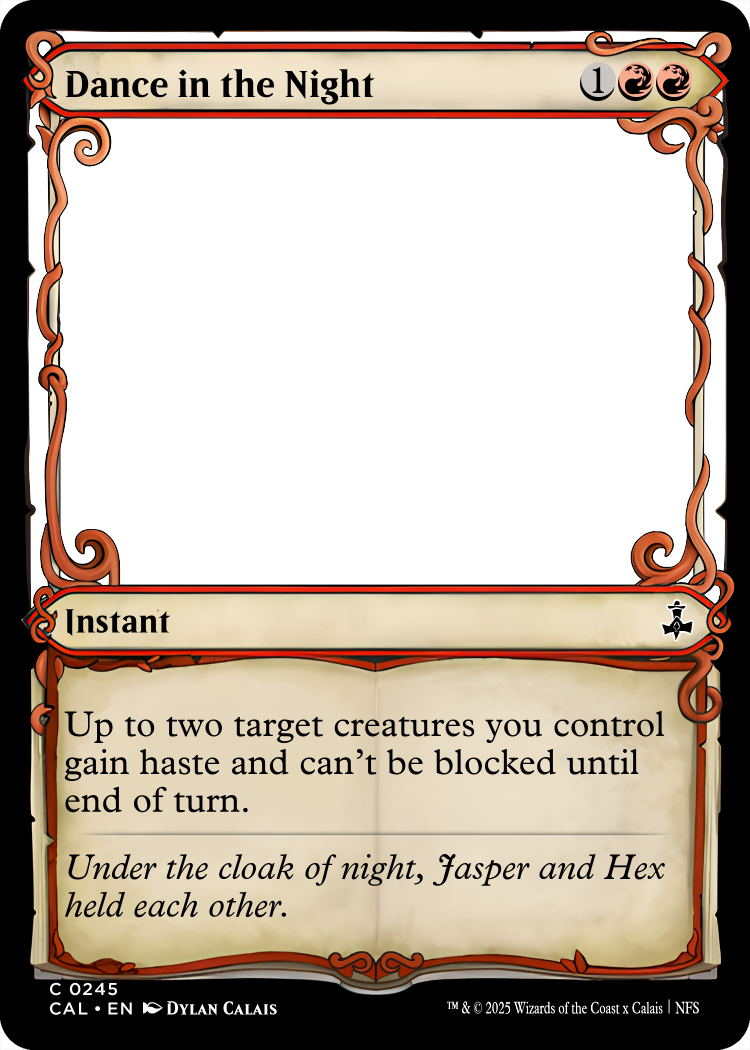 Dance in the Night 1
Instant
Up to two target creatures you control
gain haste and can’t be blocked until
end of turn.
Under the cloak of night, Jasper and Hex
held each other.
C 0245
CAL • EN Dylan Calais
™ & © 2025 Wizards of the Coast x Calais | NFS